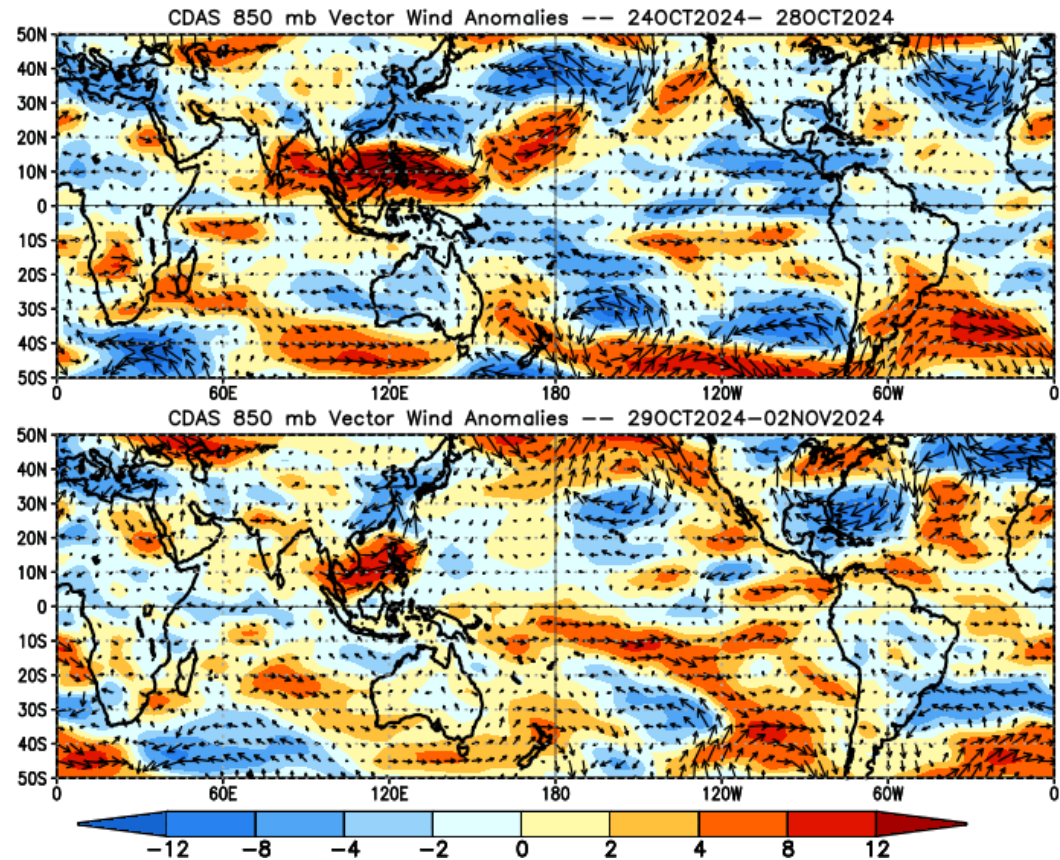 CDAS 850 mb Vector Wind Anomalies -- 24OCT2024- 28OCT2024
50N
40N
30N
20N
10N
0
10S
20S
30S
40S
50S
0 60E 120E 180 120W 60W 0
CDAS 850 mb Vector Wind Anomalies -- 29OCT2024-02NOV2024
50N
40N
30N
20N
10N
0
10S
20S
30S
40S
50S
0 60E 120E 180 120W 60W 0
-12 -8 -4 -2 0 2 4 8 12